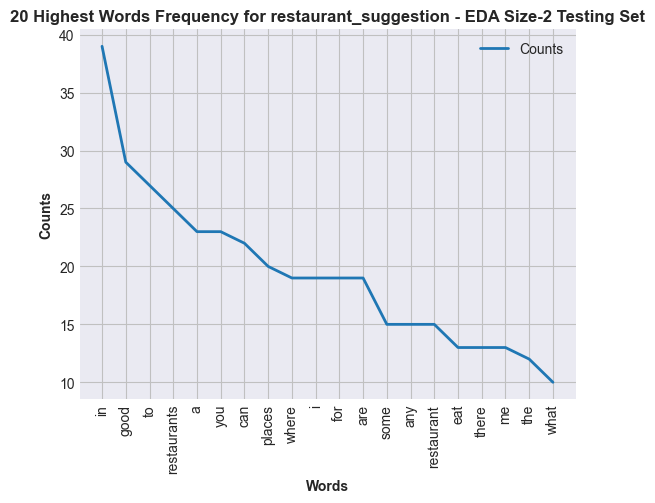 20 Highest Words Frequency for restaurant_suggestion - EDA Size-2 Testing Set
Counts
40
35
30
25
20
15
10
Counts
in
good
to
restaurants
a
you
can
places
where
i
for
are
some
any
restaurant
eat
there
me
the
what
Words